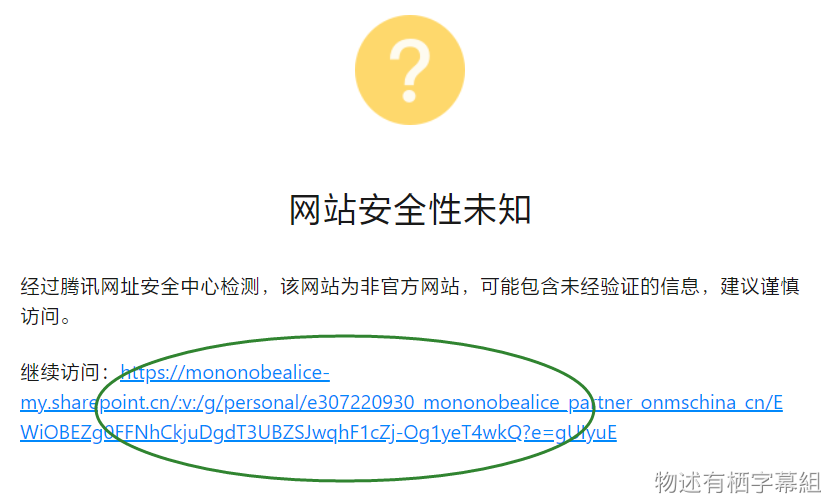 ?
网站安全性未知
经过腾讯网址安全中心检测，该网站为非官方网站，可能包含未经验证的信息，建议谨慎
访问。
继续访问：https://mononobealice-
my.sharepoint.cn/:v:/g/personal/e307220930_mononobealice_partner_onmschina_cn/E
WiOBEZg0FFNhCkjuDgdT3UBZSJwqhF1cZj-Og1yeT4wkQ?e=gUIyuE
物述有栖字幕組